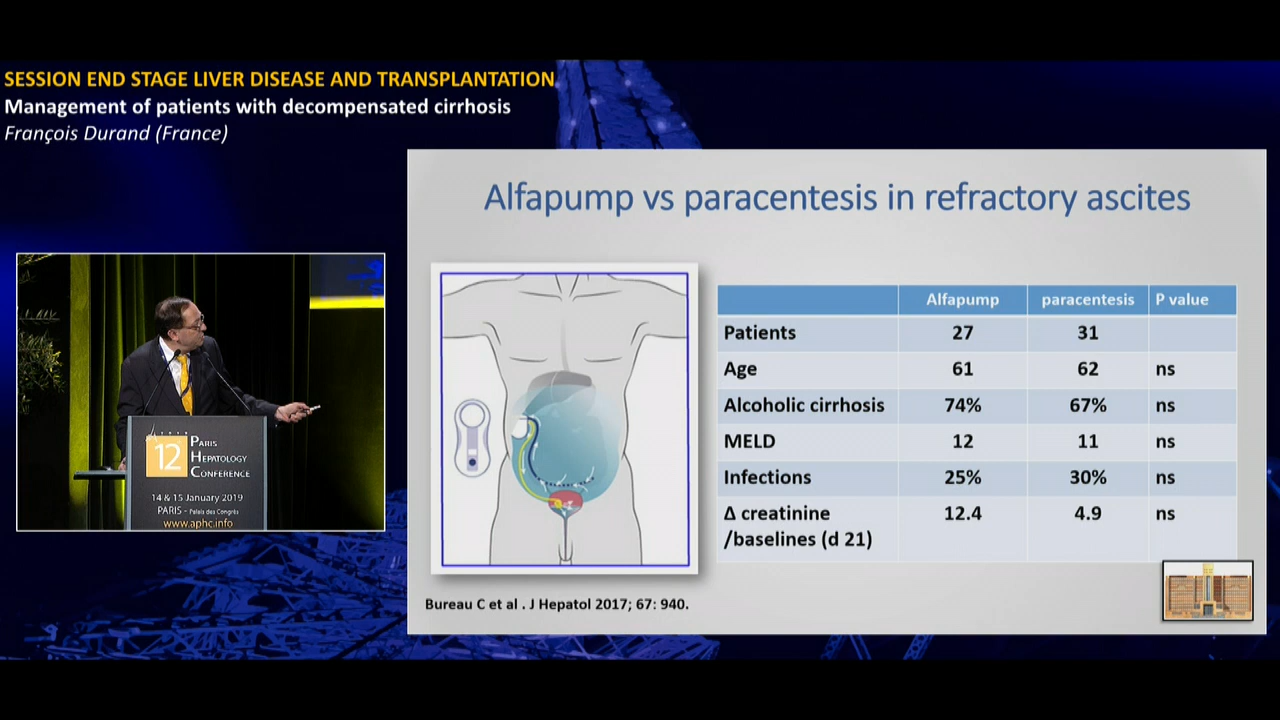 SESSION END STAGE LIVER DISEASE AND TRANSPLANTATION
Management of patients with decompensated cirrhosis
François Durand (France)
Alfapump vs paracentesis in refractory ascites
Alfapump paracentesis P value
Patients 27 31
Age 61 62 ns
Alcoholic cirrhosis 74% 67% ns
MELD 12 11 ns
Infections 25% 30% ns
Δ creatinine 12.4 4.9 ns
/baselines (d 21)
Bureau C et al . J Hepatol 2017; 67: 940.
12
PARIS
HEPATOLOGY
CONFERENCE
14 & 15 January 2019
PARIS - Palais des Congrès
www.aphc.info